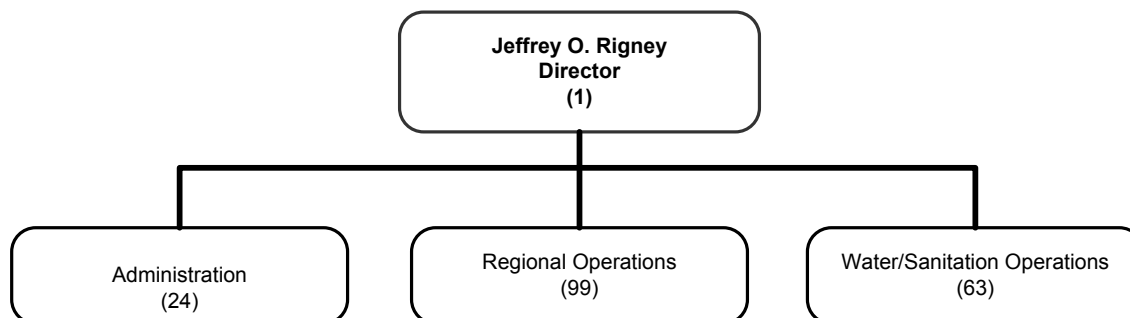 Jeffrey O. Rigney
Director
(1)
Administration
(24)
Regional Operations
(99)
Water/Sanitation Operations
(63)